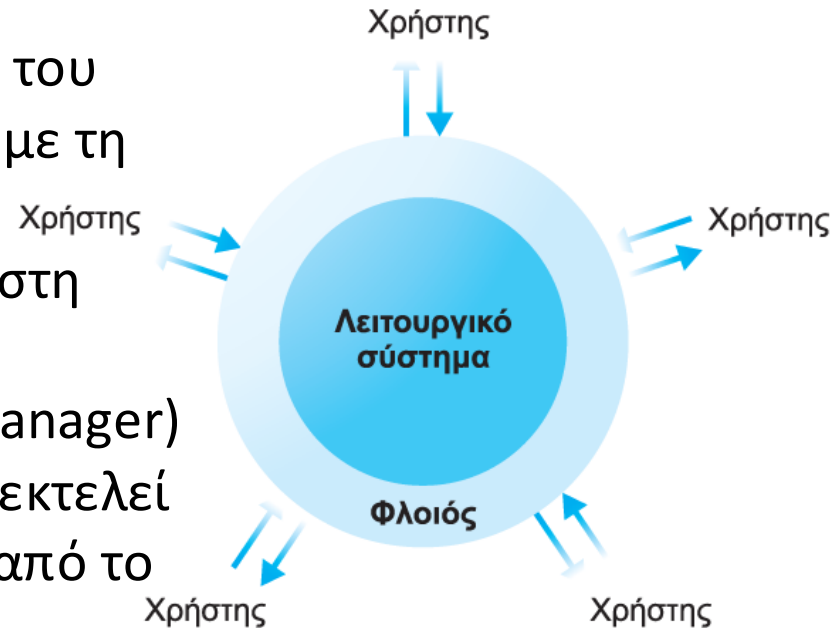 Χρήστης
του
με τη
Χρήστης
Χρήστης
στη
Λειτουργικό
σύστημα
anager)
εκτελεί
Φλοιός
από το
Χρήστης
Χρήστης